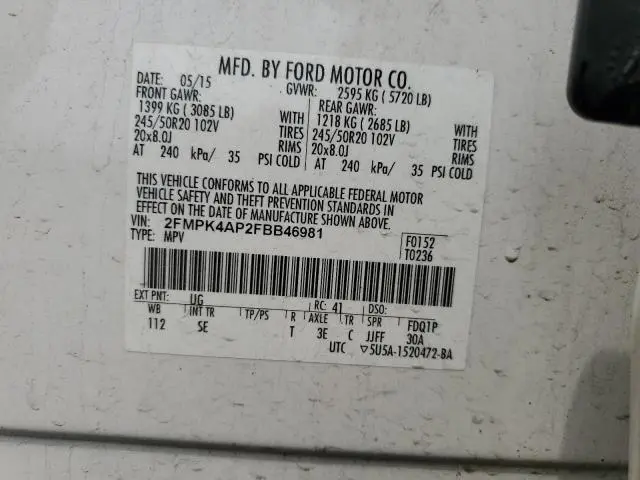 MFD. BY FORD MOTOR CO.
DATE: 05/15 GVWR: 2595 KG ( 5720 LB)
FRONT GAWR: REAR GAWR:
1399 KG ( 3085 LB) WITH 1218 KG ( 2685 LB) WITH
245/50R20 102V TIRES 245/50R20 102V TIRES
20x8.0J RIMS 20x8.0J RIMS
AT 240 kPa/ 35 PSI COLD AT 240 kPa/ 35 PSI COLD
THIS VEHICLE CONFORMS TO ALL APPLICABLE FEDERAL MOTOR
VEHICLE SAFETY AND THEFT PREVENTION STANDARDS IN
EFFECT ON THE DATE OF MANUFACTURE SHOWN ABOVE.
VIN: 2FMPK4AP2FBB46981 F0152
TYPE: MPV T0236
EXT PNT: UG RC: 41 DSO:
WB INT TR TP/PS R AXLE TR SPR FDQ1P
112 SE T 3E C JJFF 30A
UTC ▽5U5A-1520472-BA